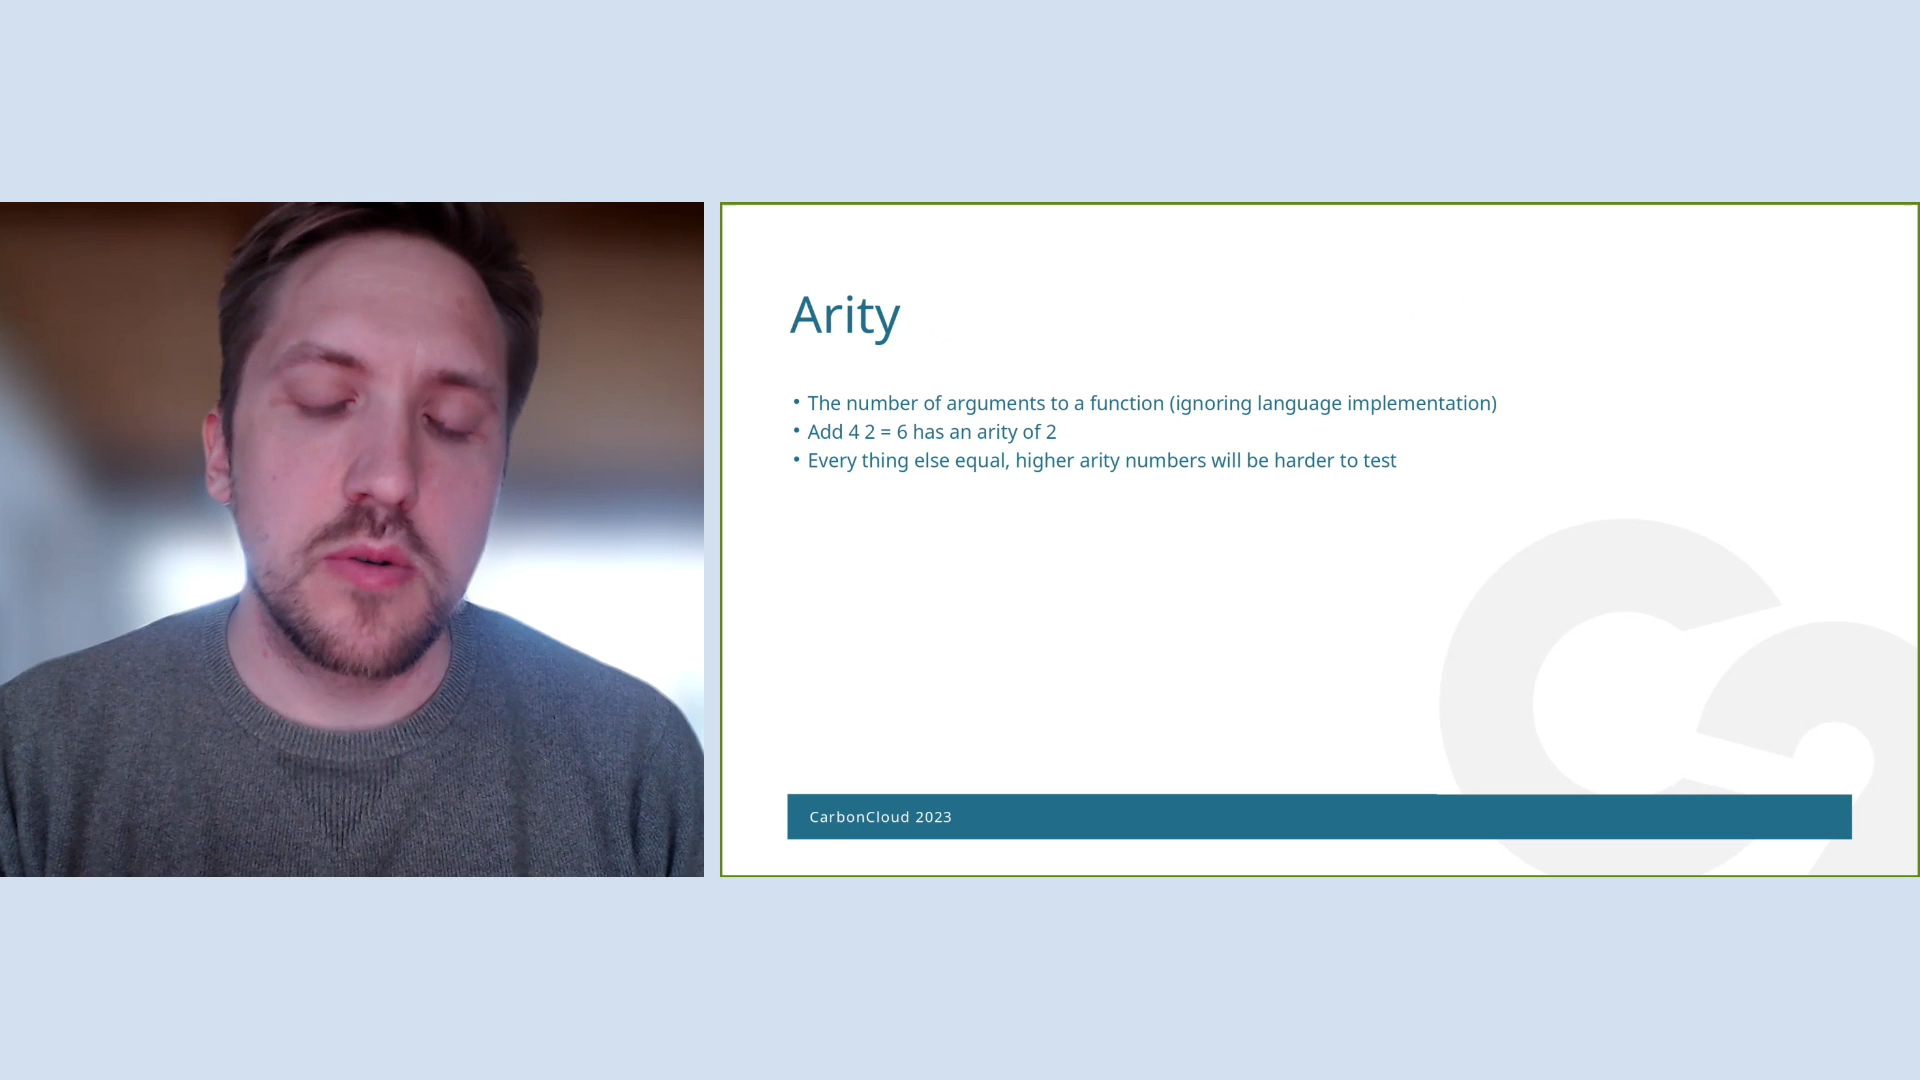 Arity
• The number of arguments to a function (ignoring language implementation)
• Add 4 2 = 6 has an arity of 2
• Every thing else equal, higher arity numbers will be harder to test
CarbonCloud 2023